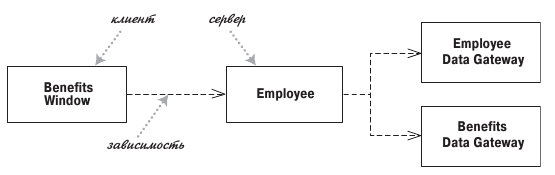 клиент
сервер
Benefits
Window
Employee
Employee
Data Gateway
Benefits
Data Gateway
зависимость